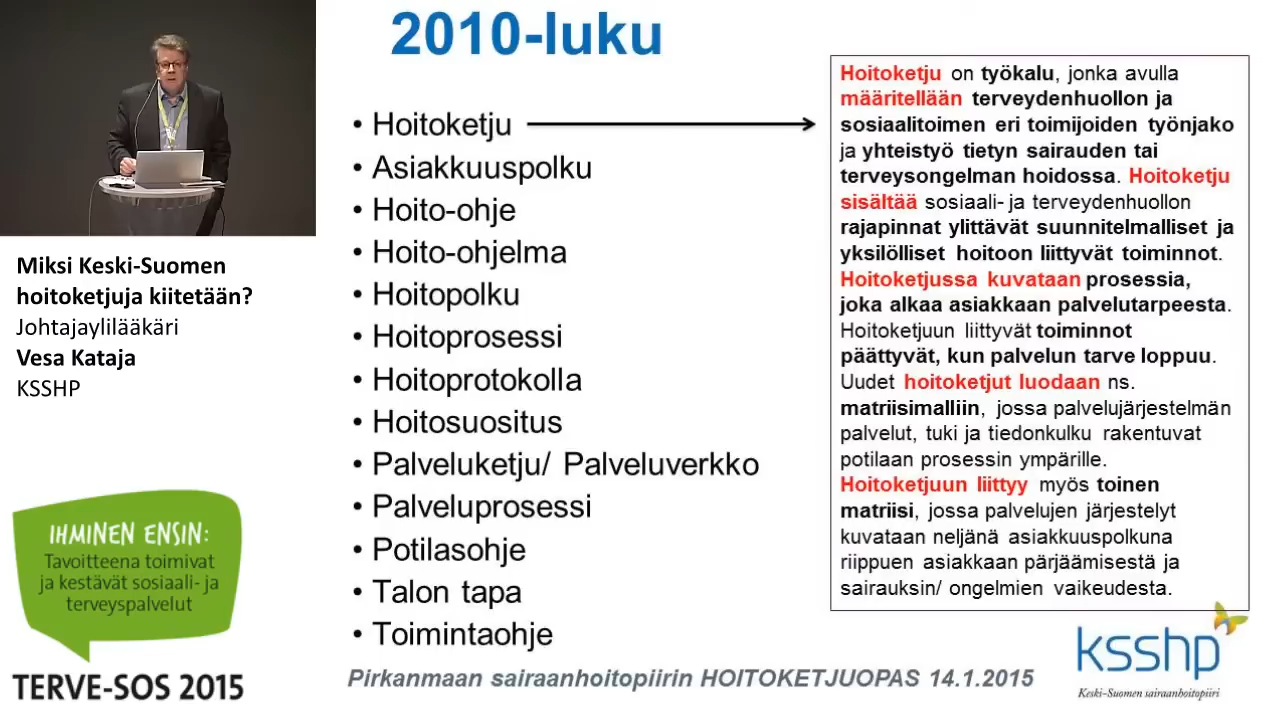 2010-luku
• Hoitoketju
• Asiakkuuspolku
• Hoito-ohje
• Hoito-ohjelma
• Hoitopolku
• Hoitoprosessi
• Hoitoprotokolla
• Hoitosuositus
• Palveluketju/ Palveluverkko
• Palveluprosessi
• Potilasohje
• Talon tapa
• Toimintaohje
Hoitoketju on työkalu, jonka avulla
määritellään terveydenhuollon ja
sosiaalitoimen eri toimijoiden työnjako
ja yhteistyö tietyn sairauden tai
terveysongelman hoidossa. Hoitoketju
sisältää sosiaali- ja terveydenhuollon
rajapinnat ylittävät suunnitelmalliset ja
yksilölliset hoitoon liittyvät toiminnot.
Hoitoketjussa kuvataan prosessia,
joka alkaa asiakkaan palvelutarpeesta.
Hoitoketjuun liittyvät toiminnot
päättyvät, kun palvelun tarve loppuu.
Uudet hoitoketjut luodaan ns.
matriisimalliin, jossa palvelujärjestelmän
palvelut, tuki ja tiedonkulku rakentuvat
potilaan prosessin ympärille.
Hoitoketjuun liittyy myös toinen
matriisi, jossa palvelujen järjestelyt
kuvataan neljänä asiakkuuspolkuna
riippuen asiakkaan pärjäämisestä ja
sairauksin/ ongelmien vaikeudesta.
Pirkanmaan sairaanhoitopiirin HOITOKETJUOPAS 14.1.2015
ksshp
Keski-Suomen sairaanhoitopiiri
Miksi Keski-Suomen
hoitoketjuja kiitetään?
Johtajaylilääkäri
Vesa Kataja
KSSHP
IHMINEN ENSIN:
Tavoitteena toimivat
ja kestävät sosiaali- ja
terveyspalvelut
TERVE-SOS 2015